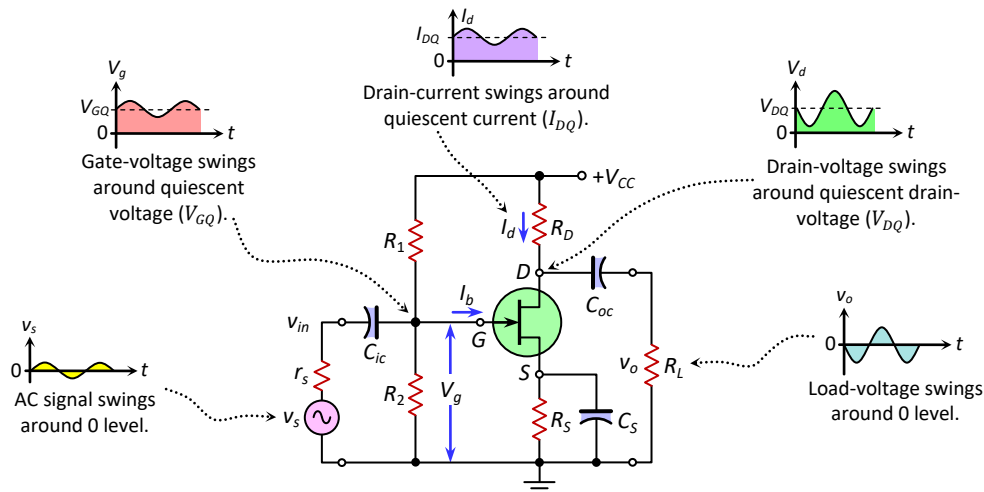 I_d
I_DQ
0
t
Drain-current swings around
quiescent current (I_DQ).
V_g
V_GQ
0
t
Gate-voltage swings
around quiescent
voltage (V_GQ).
V_d
V_DQ
0
t
Drain-voltage swings
around quiescent drain-
voltage (V_DQ).
+V_CC
R_1
I_d
R_D
D
C_oc
v_in
C_ic
I_b
G
S
v_s
0
t
AC signal swings
around 0 level.
r_s
v_s
R_2
V_g
R_S
C_S
v_o
R_L
v_o
0
t
Load-voltage swings
around 0 level.